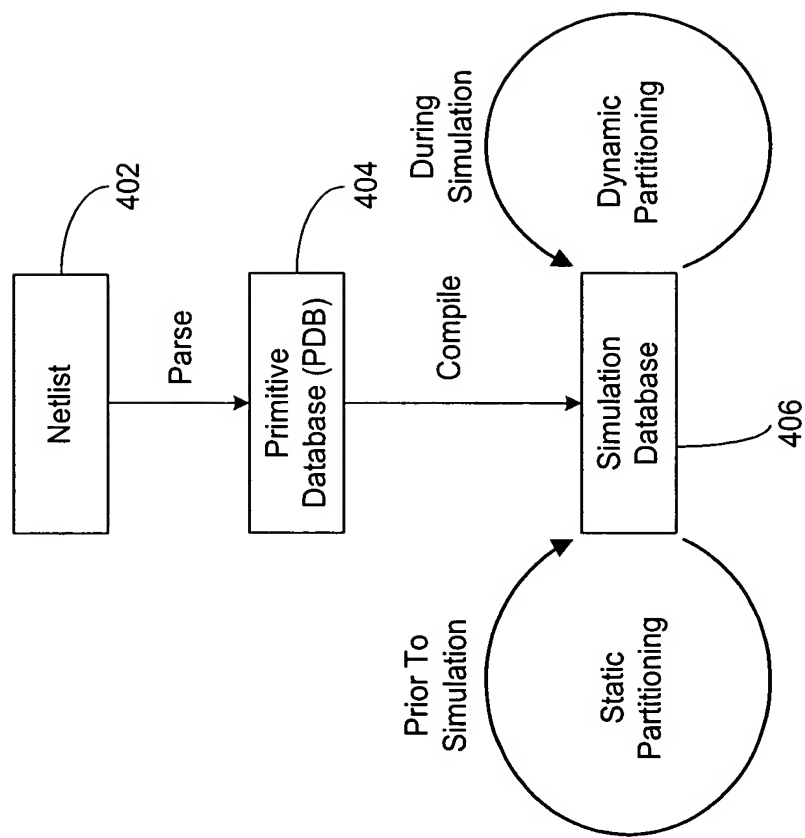 Netlist
402
Parse
Primitive
Database (PDB)
404
Compile
Prior To
Simulation
During
Simulation
Static
Partitioning
Simulation
Database
406
Dynamic
Partitioning